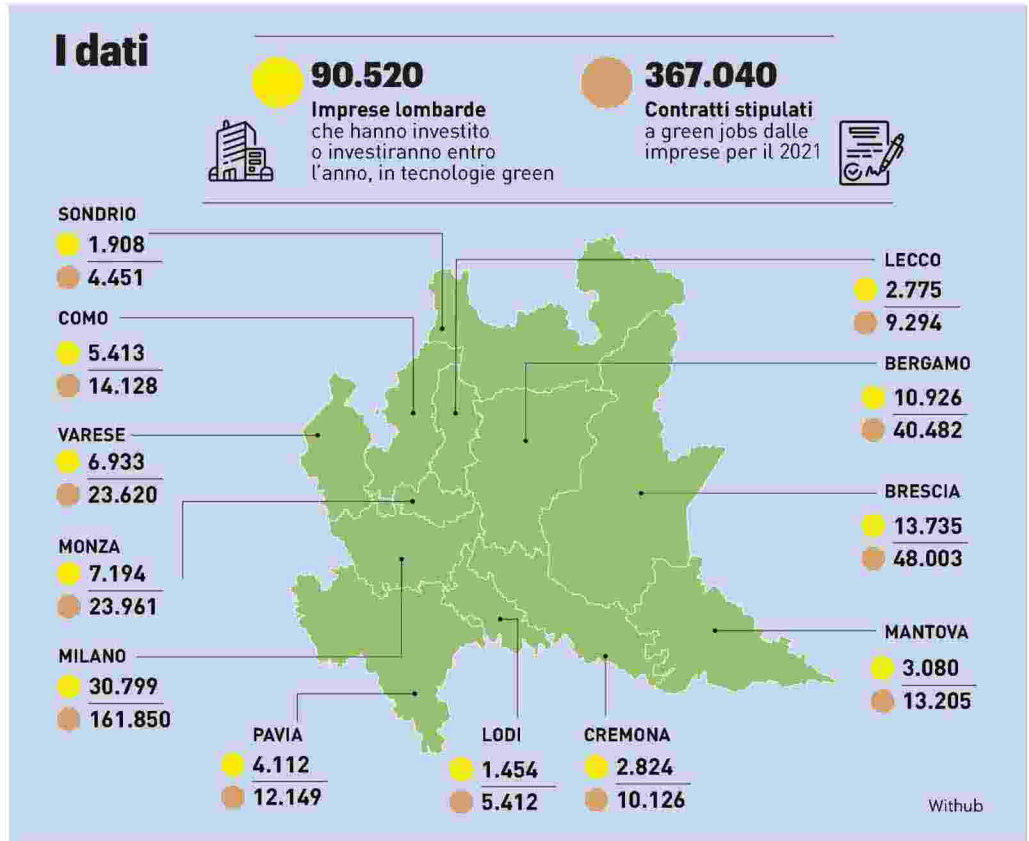 I dati
90.520
Imprese lombarde
che hanno investito
o investiranno entro
l'anno, in tecnologie green
367.040
Contratti stipulati
a green jobs dalle
imprese per il 2021
SONDRIO
1.908
4.451
COMO
5.413
14.128
VARESE
6.933
23.620
MONZA
7.194
23.961
MILANO
30.799
161.850
PAVIA
4.112
12.149
LODI
1.454
5.412
CREMONA
2.824
10.126
LECCO
2.775
9.294
BERGAMO
10.926
40.482
BRESCIA
13.735
48.003
MANTOVA
3.080
13.205
Withub